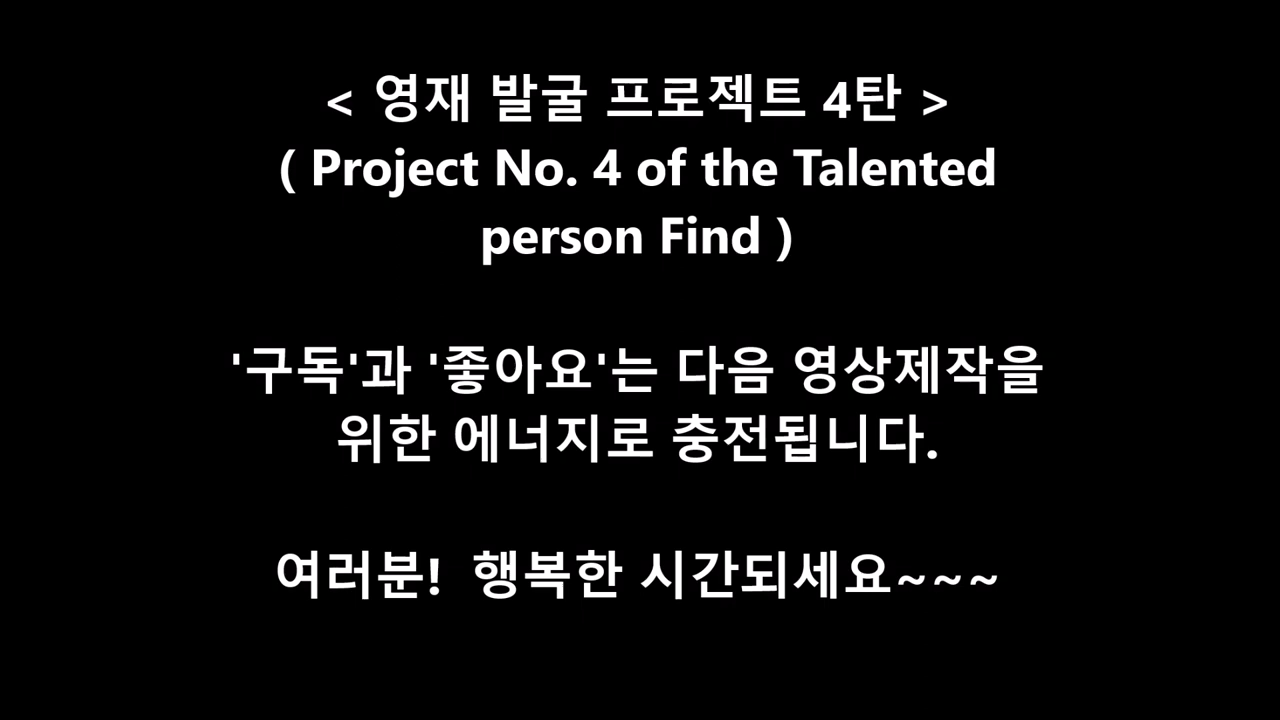 < 영재 발굴 프로젝트 4탄 >
( Project No. 4 of the Talented
person Find )
'구독'과 '좋아요'는 다음 영상제작을
위한 에너지로 충전됩니다.
여러분!  행복한 시간되세요~~~